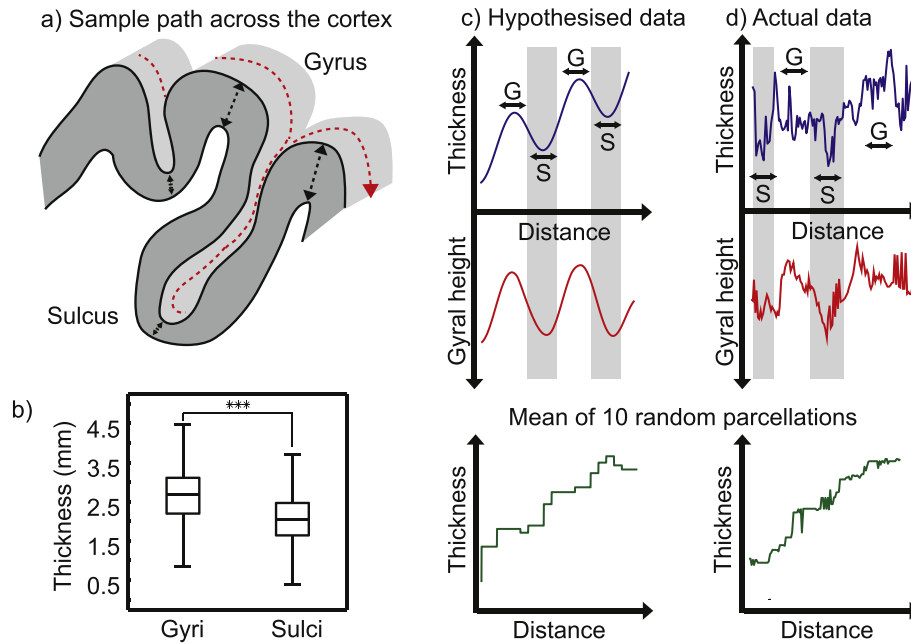 a) Sample path across the cortex
Gyrus
Sulcus
b)
***
Thickness (mm)
4.5
3.5
2.5
1.5
0.5
Gyri
Sulci
c) Hypothesised data
Thickness
G
G
S
S
Distance
Gyral height
d) Actual data
Thickness
G
G
S
S
Distance
Gyral height
Mean of 10 random parcellations
Thickness
Distance
Thickness
Distance